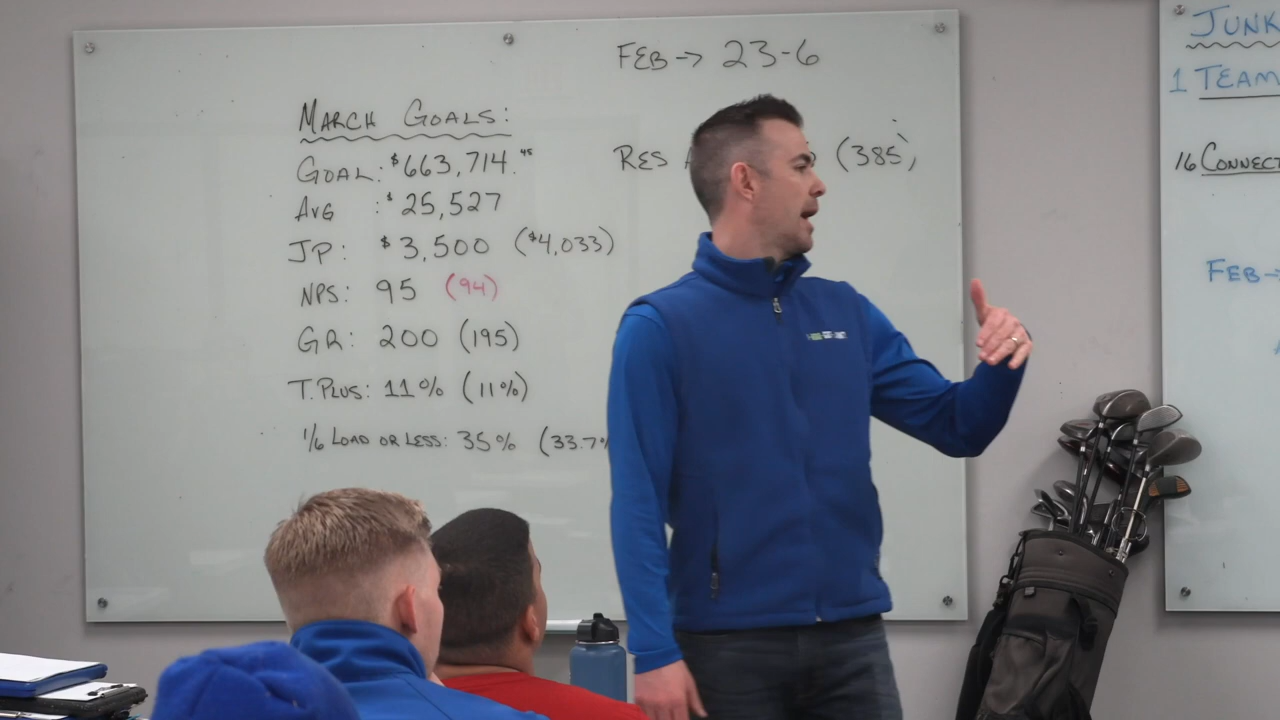 FEB → 23-6
MARCH GOALS:
GOAL: $663,714.45
AVG : $25,527
JP: $3,500 ($4,033)
NPS: 95 (94)
GR: 200 (195)
T. PLUS: 11% (11%)
1/6 LOAD OR LESS: 35% (33.7%
RES (385)
JUNK
1 TEAM
16 CONNECT
FEB →